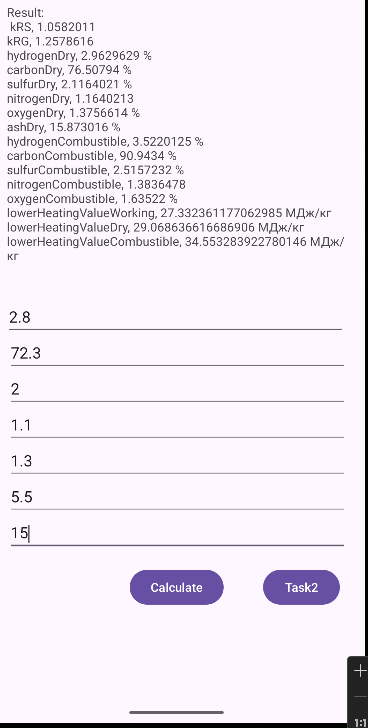 Result:
kRS, 1.0582011
kRG, 1.2578616
hydrogenDry, 2.9629629 %
carbonDry, 76.50794 %
sulfurDry, 2.1164021 %
nitrogenDry, 1.1640213
oxygenDry, 1.3756614 %
ashDry, 15.873016 %
hydrogenCombustible, 3.5220125 %
carbonCombustible, 90.9434 %
sulfurCombustible, 2.5157232 %
nitrogenCombustible, 1.3836478
oxygenCombustible, 1.63522 %
lowerHeatingValueWorking, 27.332361177062985 МДж/кг
lowerHeatingValueDry, 29.068636616686906 МДж/кг
lowerHeatingValueCombustible, 34.553283922780146 МДж/
кг
2.8
72.3
2
1.1
1.3
5.5
15
Calculate Task2
1:1